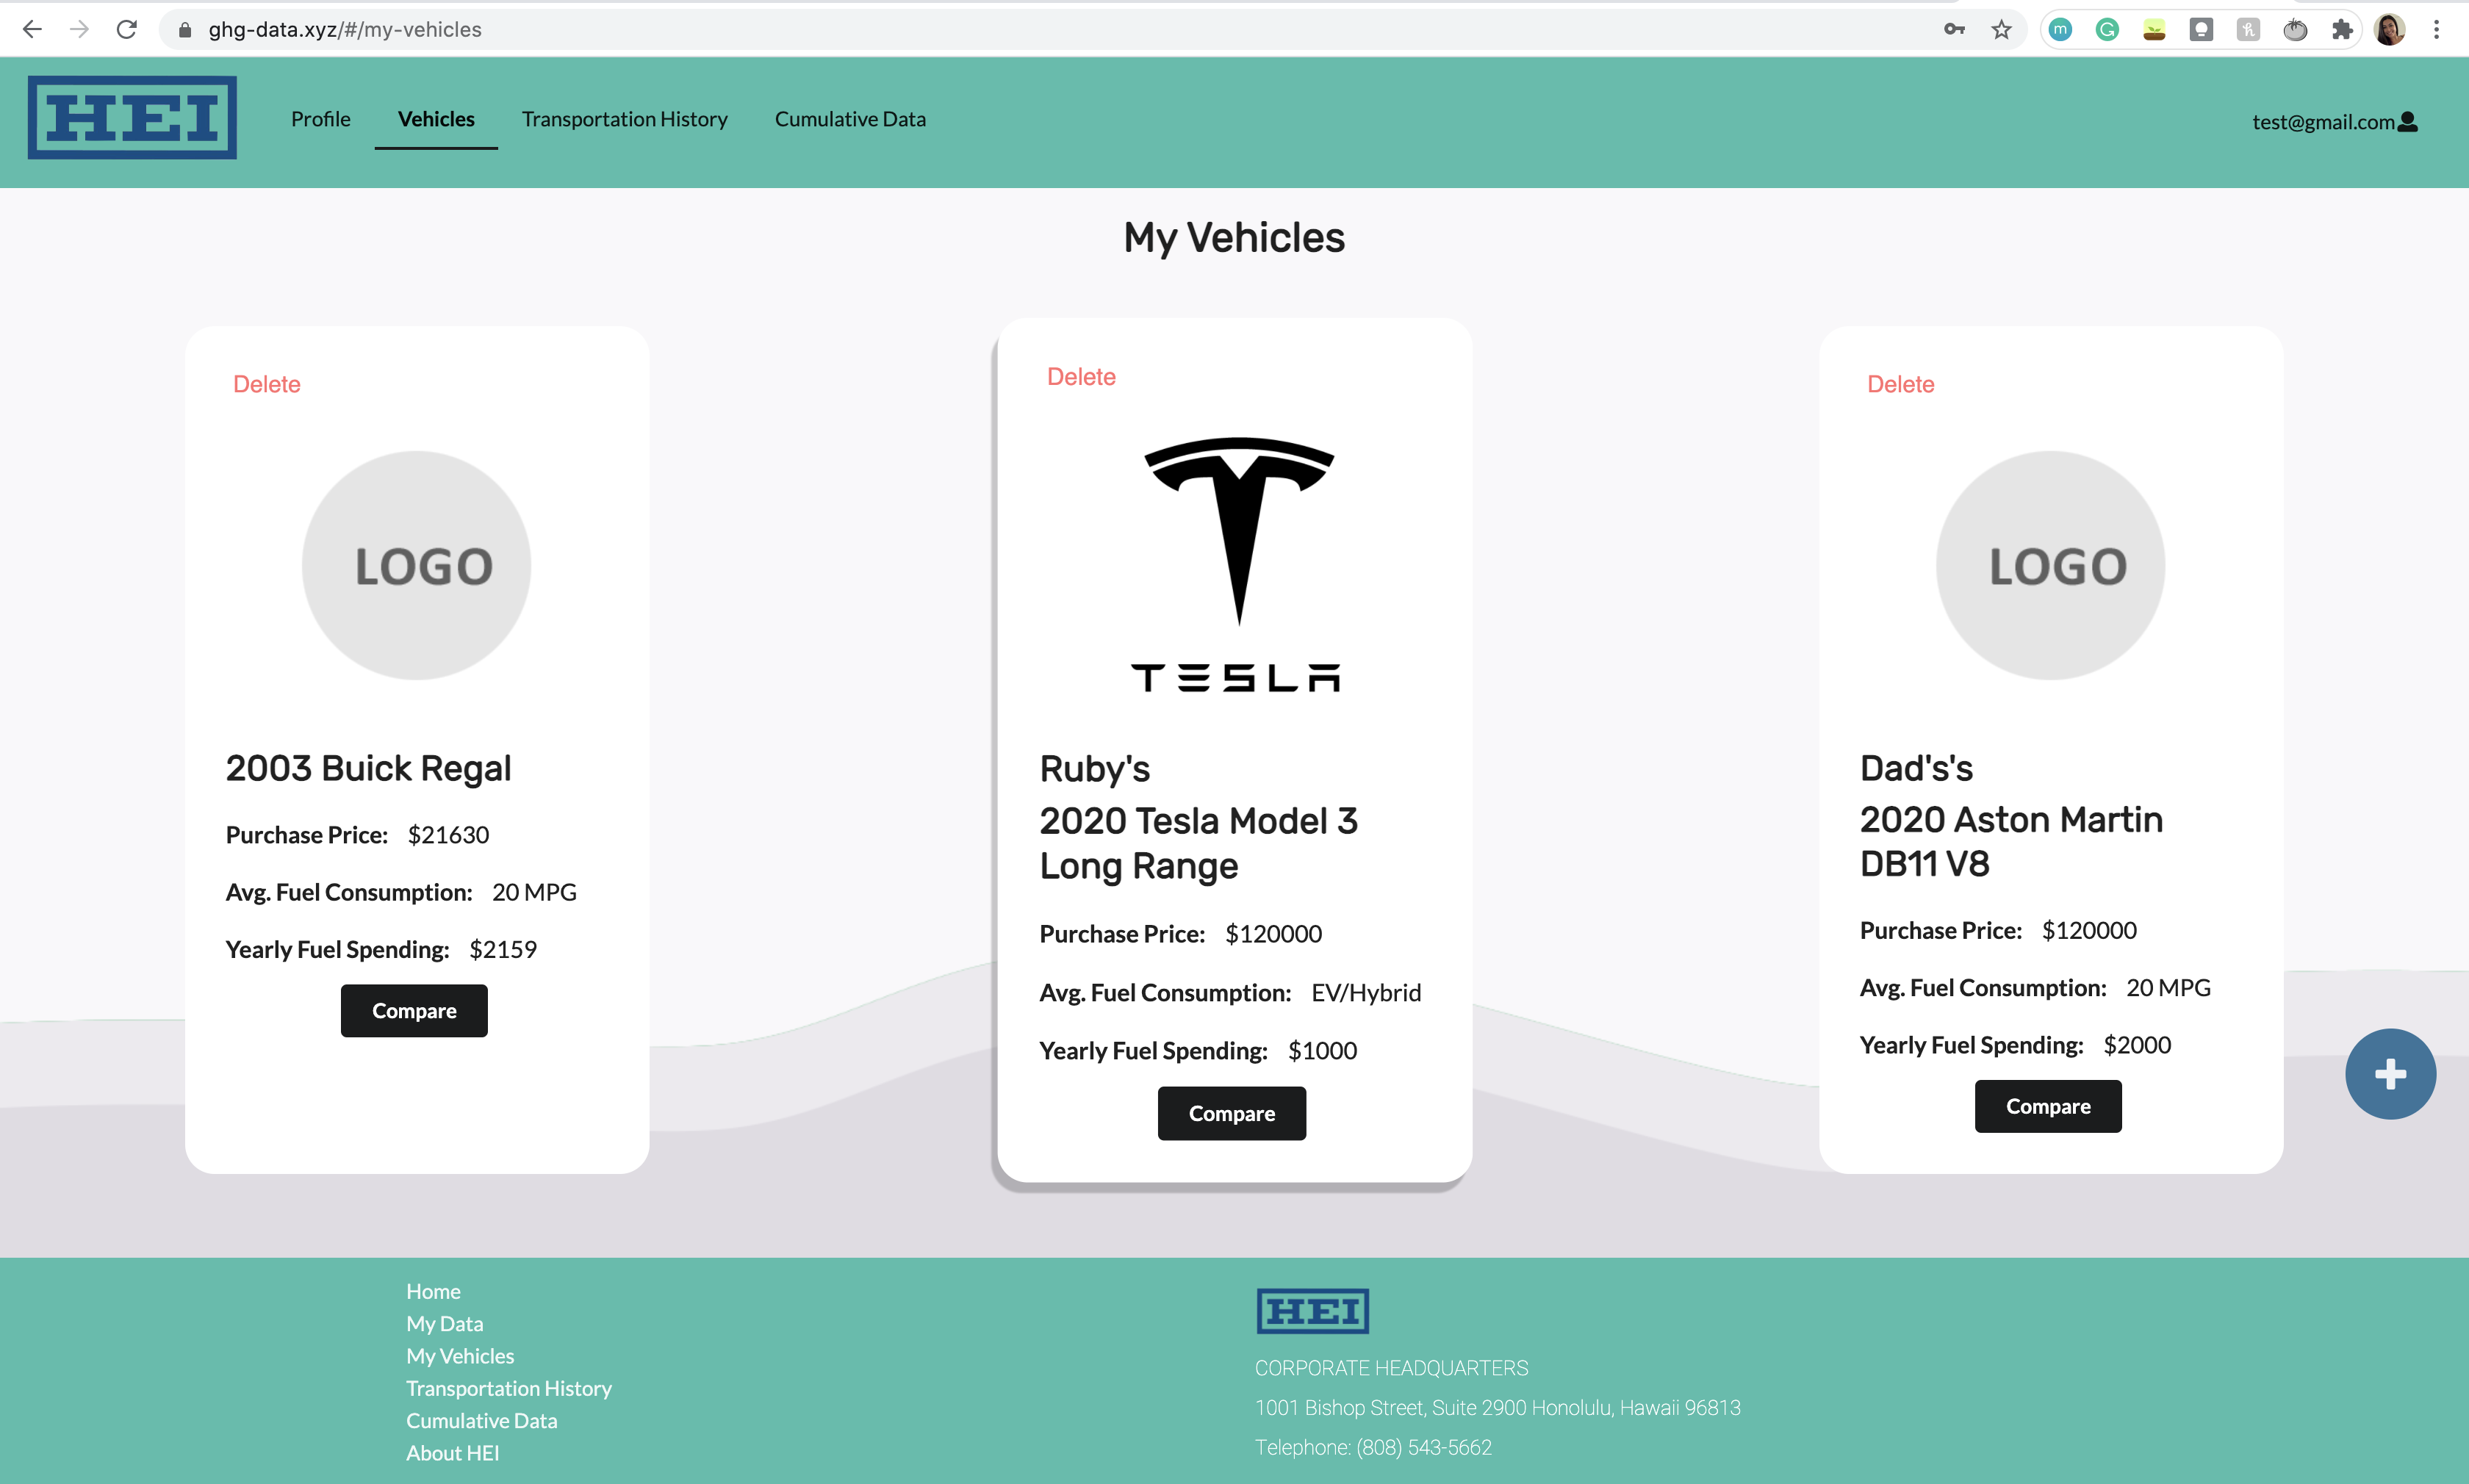 ghg-data.xyz/#/my-vehicles
HEI
Profile
Vehicles
Transportation History
Cumulative Data
test@gmail.com
My Vehicles
Delete
LOGO
2003 Buick Regal
Purchase Price: $21630
Avg. Fuel Consumption: 20 MPG
Yearly Fuel Spending: $2159
Compare
Delete
TESLA
Ruby's
2020 Tesla Model 3
Long Range
Purchase Price: $120000
Avg. Fuel Consumption: EV/Hybrid
Yearly Fuel Spending: $1000
Compare
Delete
LOGO
Dad's's
2020 Aston Martin
DB11 V8
Purchase Price: $120000
Avg. Fuel Consumption: 20 MPG
Yearly Fuel Spending: $2000
Compare
Home
My Data
My Vehicles
Transportation History
Cumulative Data
About HEI
HEI
CORPORATE HEADQUARTERS
1001 Bishop Street, Suite 2900 Honolulu, Hawaii 96813
Telephone: (808) 543-5662